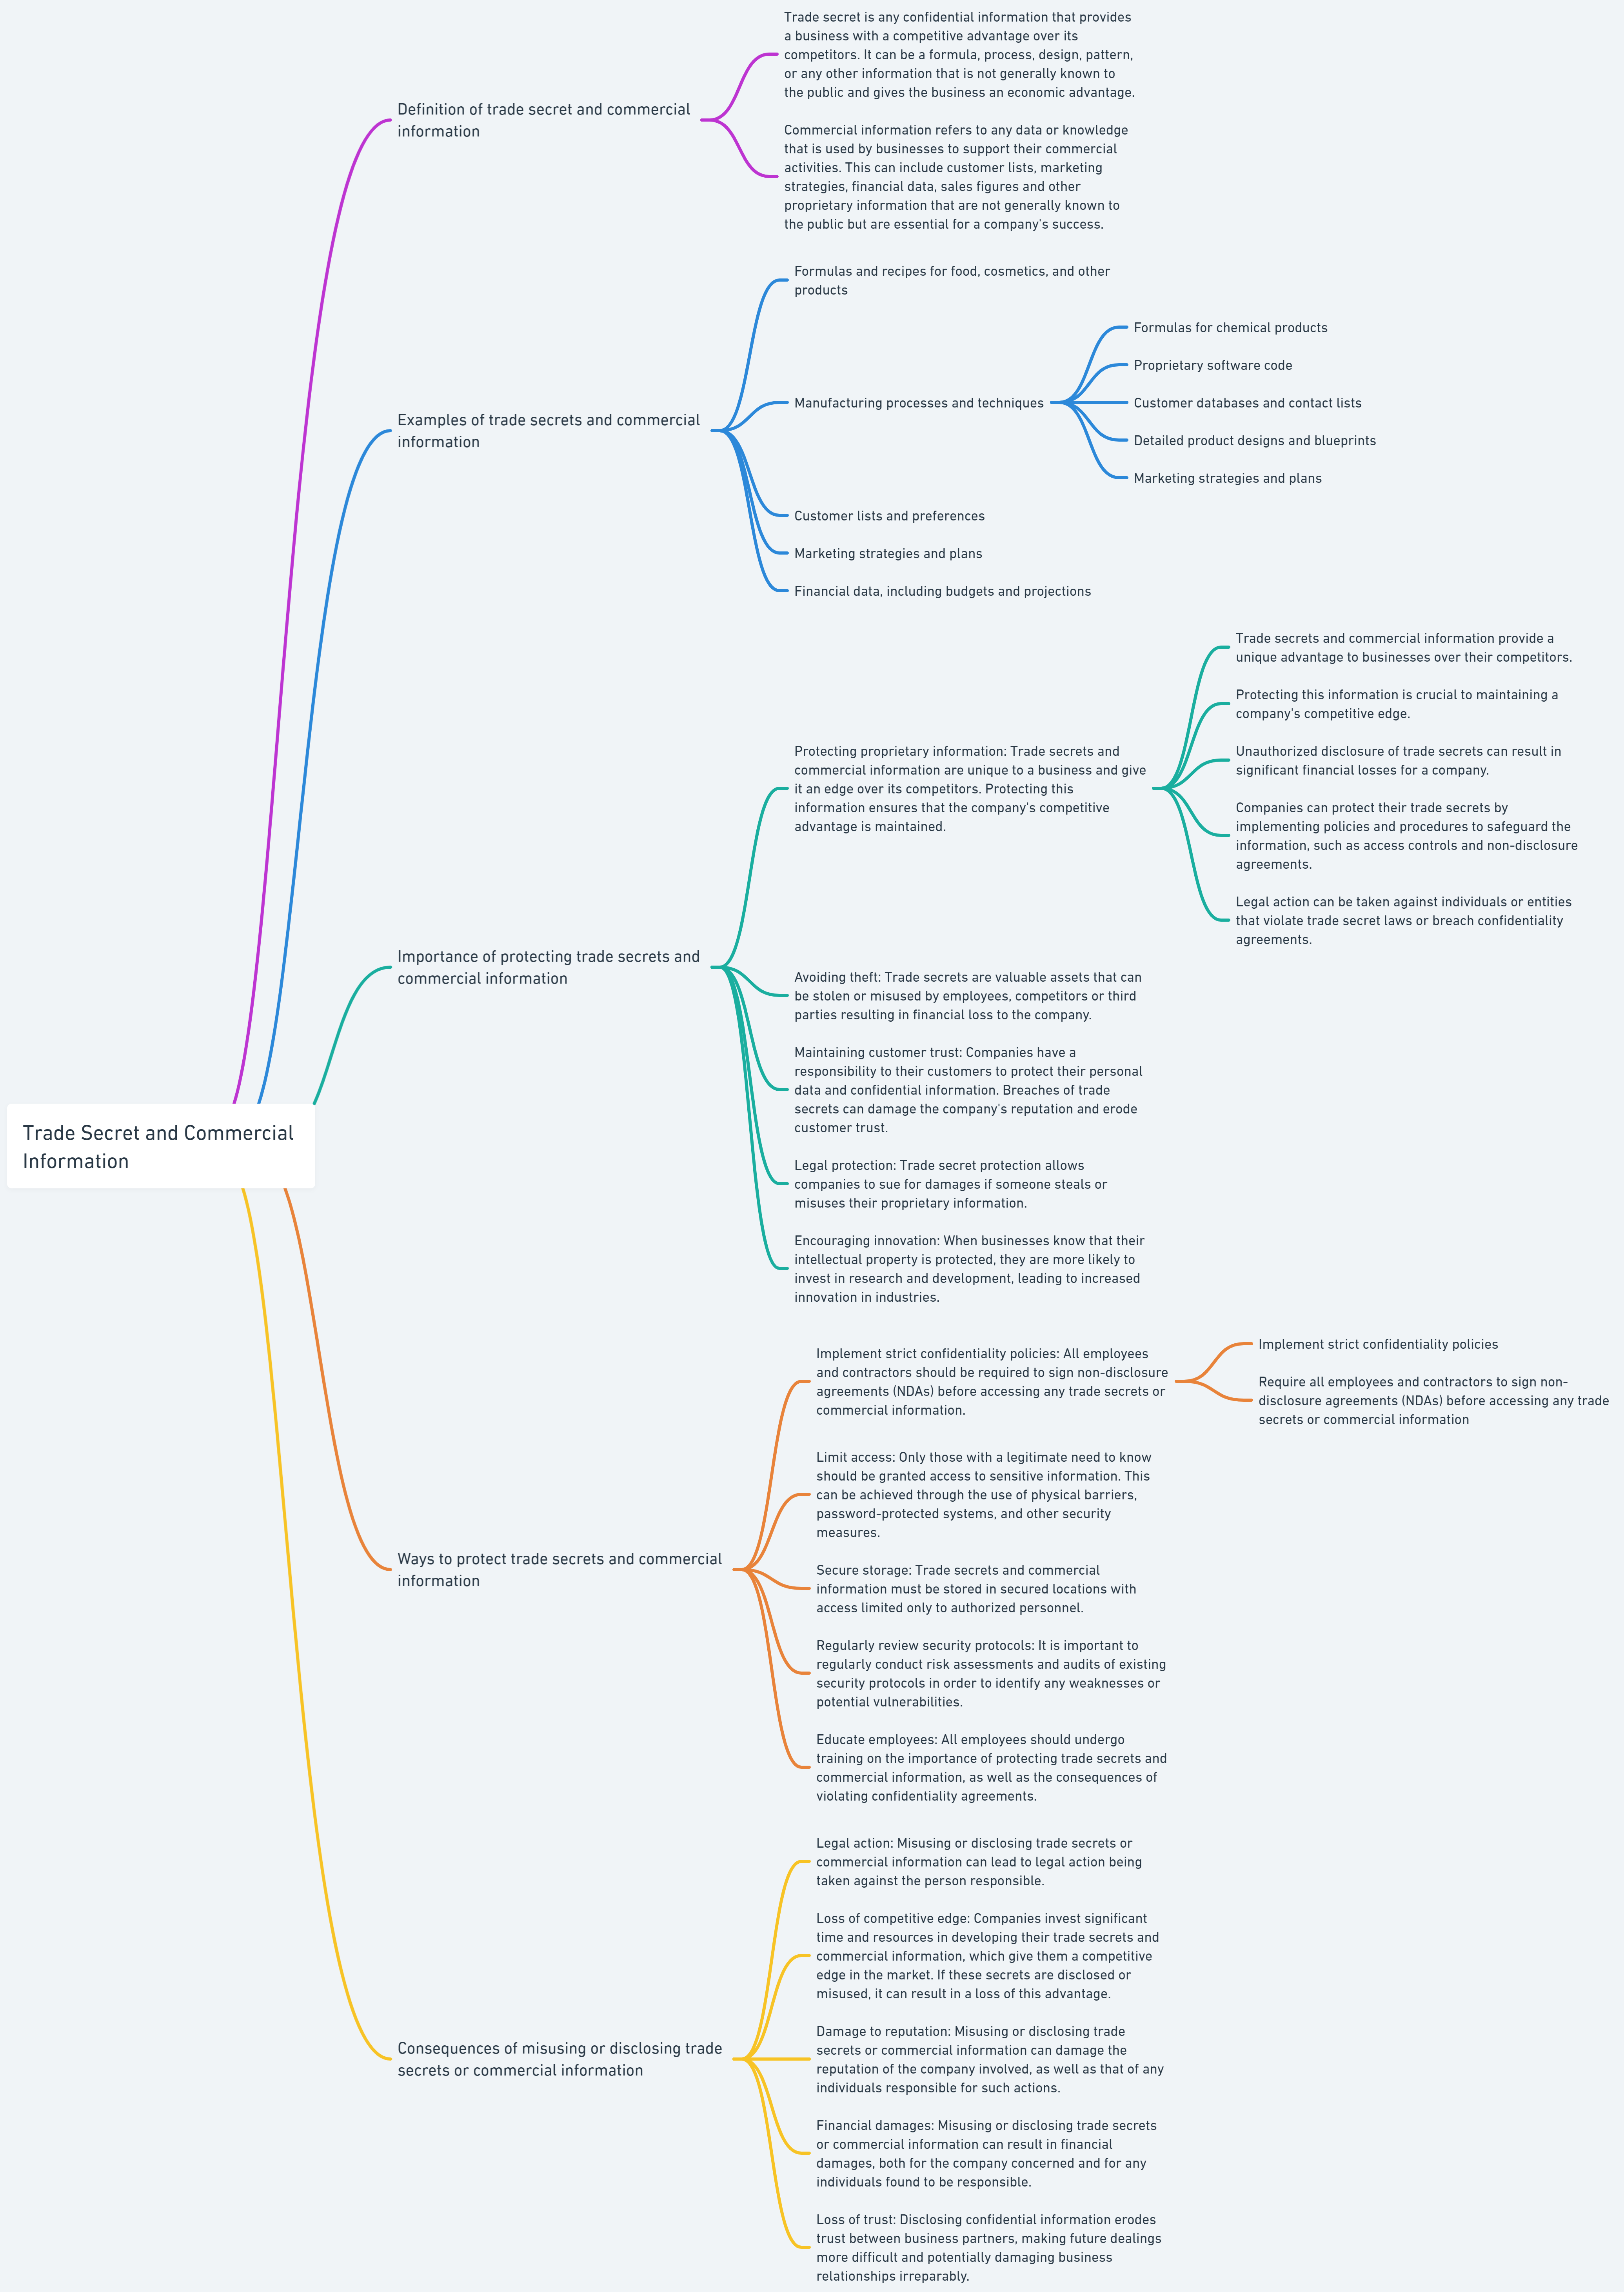 Trade secret is any confidential information that provides
a business with a competitive advantage over its
competitors. It can be a formula, process, design, pattern,
or any other information that is not generally known to
the public and gives the business an economic advantage.
Definition of trade secret and commercial
information
Commercial information refers to any data or knowledge
that is used by businesses to support their commercial
activities. This can include customer lists, marketing
strategies, financial data, sales figures and other
proprietary information that are not generally known to
the public but are essential for a company's success.
Formulas and recipes for food, cosmetics, and other
products
Formulas for chemical products
Proprietary software code
Manufacturing processes and techniques
Customer databases and contact lists
Detailed product designs and blueprints
Marketing strategies and plans
Examples of trade secrets and commercial
information
Customer lists and preferences
Marketing strategies and plans
Financial data, including budgets and projections
Trade secrets and commercial information provide a
unique advantage to businesses over their competitors.
Protecting this information is crucial to maintaining a
company's competitive edge.
Protecting proprietary information: Trade secrets and
commercial information are unique to a business and give
it an edge over its competitors. Protecting this
information ensures that the company's competitive
advantage is maintained.
Unauthorized disclosure of trade secrets can result in
significant financial losses for a company.
Companies can protect their trade secrets by
implementing policies and procedures to safeguard the
information, such as access controls and non-disclosure
agreements.
Legal action can be taken against individuals or entities
that violate trade secret laws or breach confidentiality
agreements.
Importance of protecting trade secrets and
commercial information
Avoiding theft: Trade secrets are valuable assets that can
be stolen or misused by employees, competitors or third
parties resulting in financial loss to the company.
Maintaining customer trust: Companies have a
responsibility to their customers to protect their personal
data and confidential information. Breaches of trade
secrets can damage the company's reputation and erode
customer trust.
Trade Secret and Commercial
Information
Legal protection: Trade secret protection allows
companies to sue for damages if someone steals or
misuses their proprietary information.
Encouraging innovation: When businesses know that their
intellectual property is protected, they are more likely to
invest in research and development, leading to increased
innovation in industries.
Implement strict confidentiality policies: All employees
and contractors should be required to sign non-disclosure
agreements (NDAs) before accessing any trade secrets or
commercial information.
Implement strict confidentiality policies
Require all employees and contractors to sign non-
disclosure agreements (NDAs) before accessing any trade
secrets or commercial information
Limit access: Only those with a legitimate need to know
should be granted access to sensitive information. This
can be achieved through the use of physical barriers,
password-protected systems, and other security
measures.
Ways to protect trade secrets and commercial
information
Secure storage: Trade secrets and commercial
information must be stored in secured locations with
access limited only to authorized personnel.
Regularly review security protocols: It is important to
regularly conduct risk assessments and audits of existing
security protocols in order to identify any weaknesses or
potential vulnerabilities.
Educate employees: All employees should undergo
training on the importance of protecting trade secrets and
commercial information, as well as the consequences of
violating confidentiality agreements.
Legal action: Misusing or disclosing trade secrets or
commercial information can lead to legal action being
taken against the person responsible.
Loss of competitive edge: Companies invest significant
time and resources in developing their trade secrets and
commercial information, which give them a competitive
edge in the market. If these secrets are disclosed or
misused, it can result in a loss of this advantage.
Consequences of misusing or disclosing trade
secrets or commercial information
Damage to reputation: Misusing or disclosing trade
secrets or commercial information can damage the
reputation of the company involved, as well as that of any
individuals responsible for such actions.
Financial damages: Misusing or disclosing trade secrets
or commercial information can result in financial
damages, both for the company concerned and for any
individuals found to be responsible.
Loss of trust: Disclosing confidential information erodes
trust between business partners, making future dealings
more difficult and potentially damaging business
relationships irreparably.